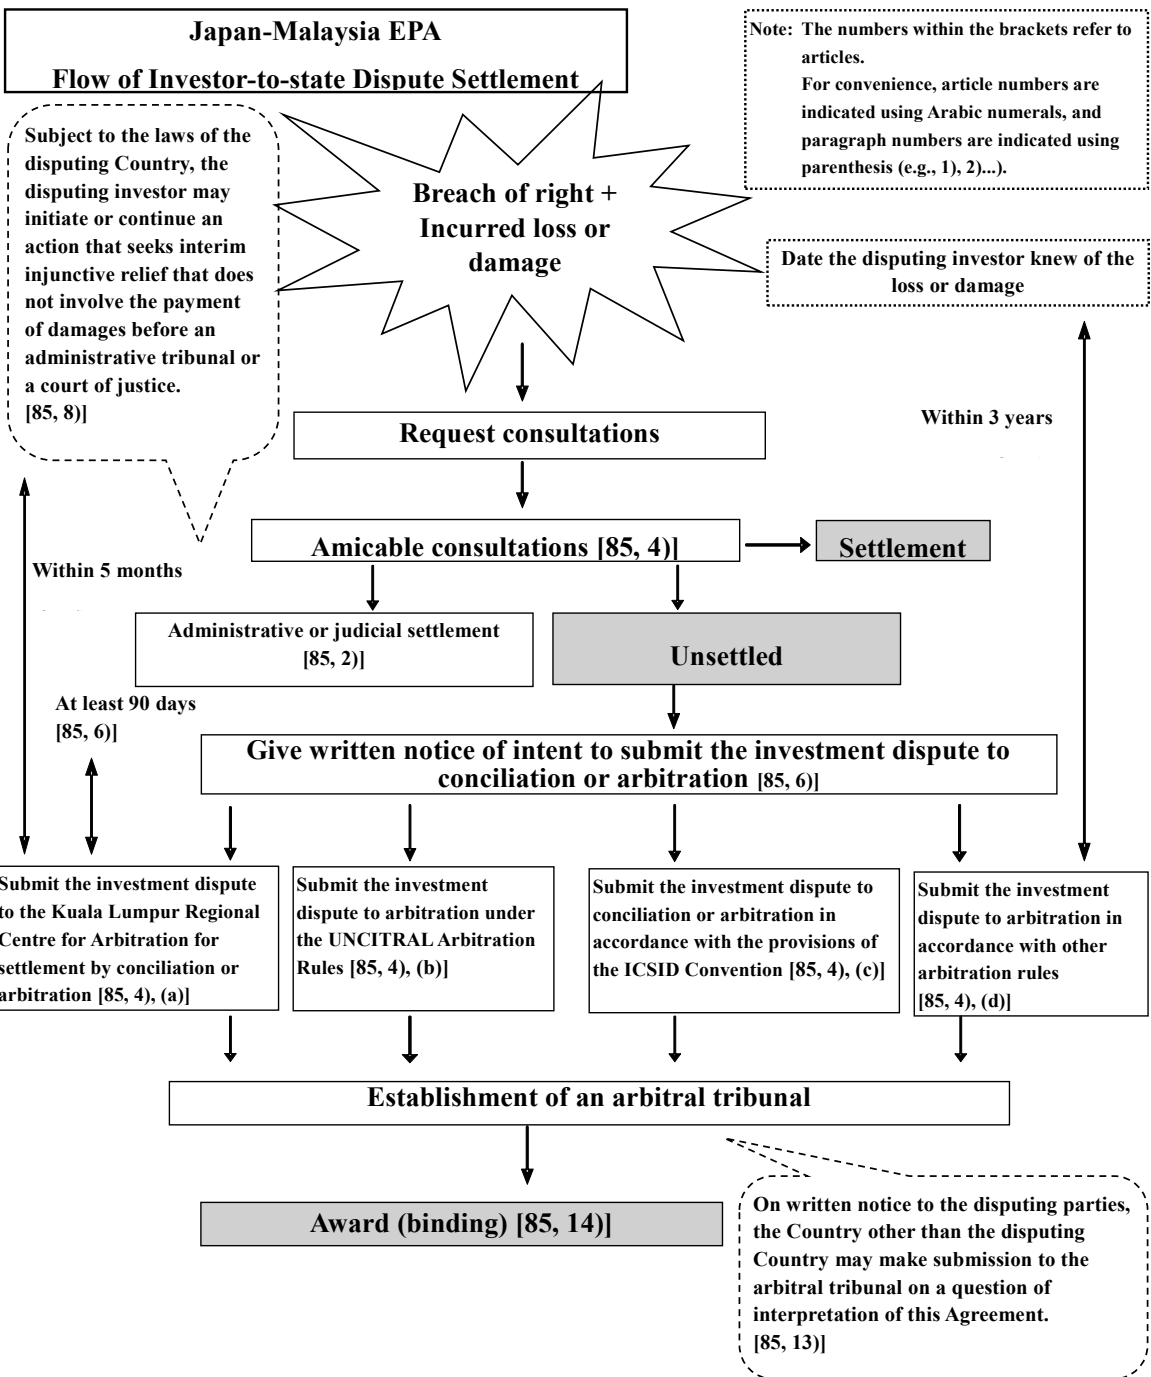 Japan-Malaysia EPA
Flow of Investor-to-state Dispute Settlement
Note: The numbers within the brackets refer to
articles.
For convenience, article numbers are
indicated using Arabic numerals, and
paragraph numbers are indicated using
parenthesis (e.g., 1), 2)...).
Subject to the laws of the
disputing Country, the
disputing investor may
initiate or continue an
action that seeks interim
injunctive relief that does
not involve the payment
of damages before an
administrative tribunal or
a court of justice.
[85, 8)]
Breach of right +
Incurred loss or
damage
Date the disputing investor knew of the
loss or damage
Within 3 years
Request consultations
Amicable consultations [85, 4)]
Settlement
Within 5 months
Administrative or judicial settlement
[85, 2)]
Unsettled
At least 90 days
[85, 6)]
Give written notice of intent to submit the investment dispute to
conciliation or arbitration [85, 6)]
Submit the investment dispute
to the Kuala Lumpur Regional
Centre for Arbitration for
settlement by conciliation or
arbitration [85, 4), (a)]
Submit the investment
dispute to arbitration under
the UNCITRAL Arbitration
Rules [85, 4), (b)]
Submit the investment dispute to
conciliation or arbitration in
accordance with the provisions of
the ICSID Convention [85, 4), (c)]
Submit the investment
dispute to arbitration in
accordance with other
arbitration rules
[85, 4), (d)]
Establishment of an arbitral tribunal
Award (binding) [85, 14)]
On written notice to the disputing parties,
the Country other than the disputing
Country may make submission to the
arbitral tribunal on a question of
interpretation of this Agreement.
[85, 13)]